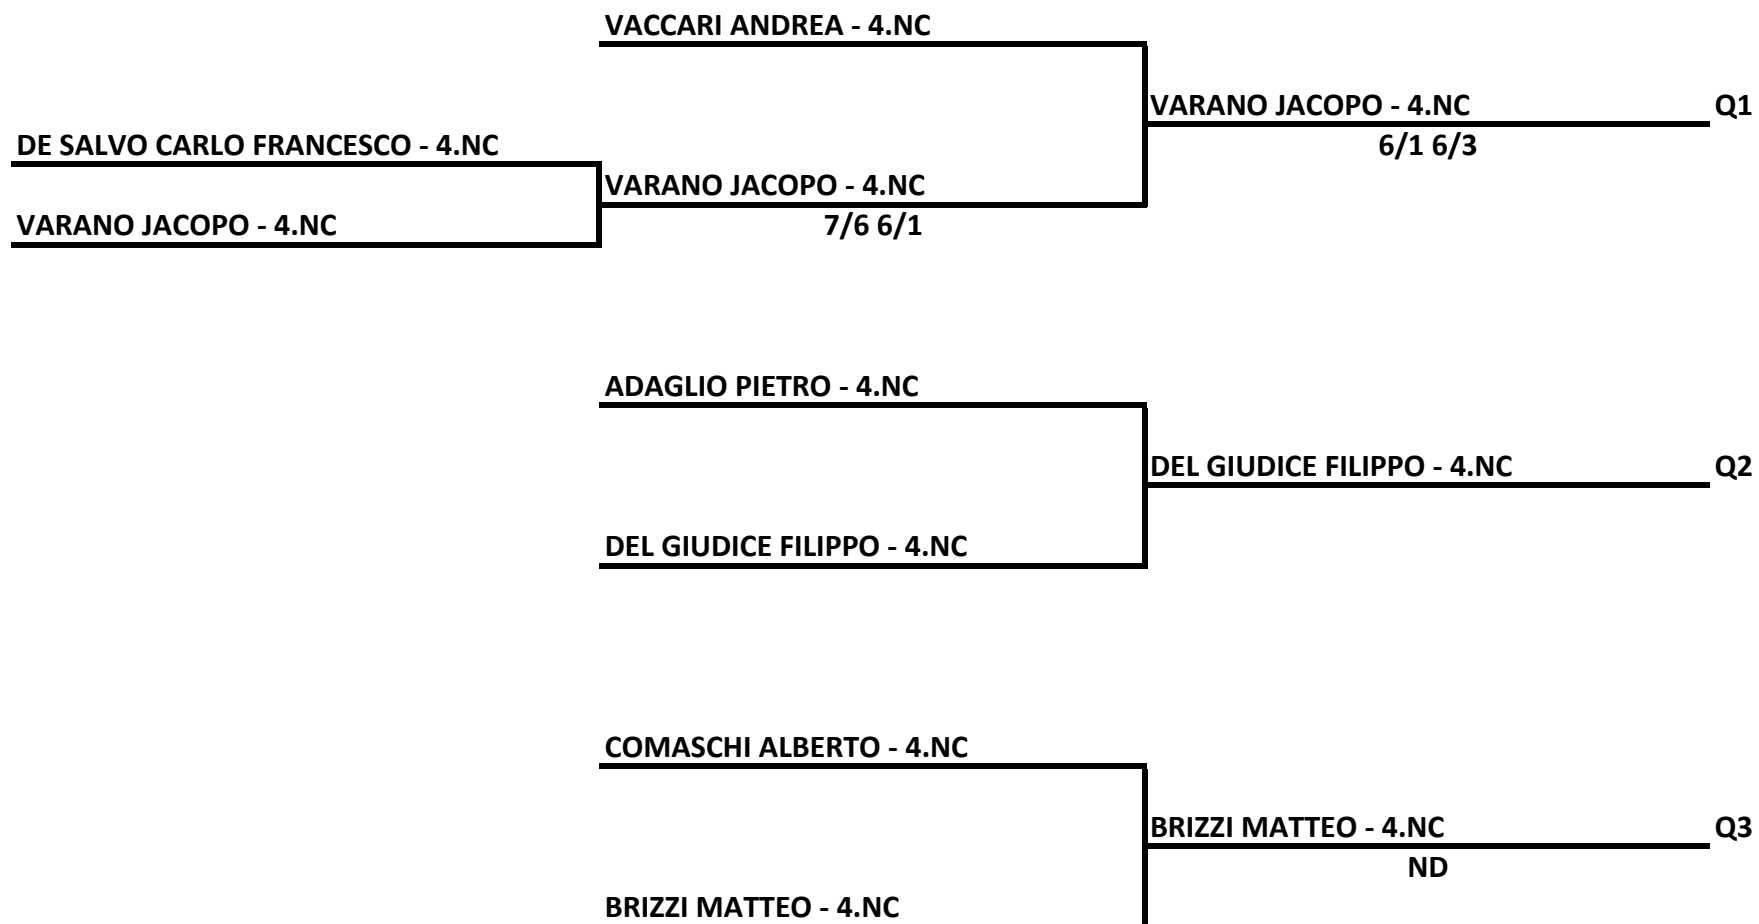 VACCARI ANDREA - 4.NC
VARANO JACOPO - 4.NC Q1
DE SALVO CARLO FRANCESCO - 4.NC 6/1 6/3
VARANO JACOPO - 4.NC
VARANO JACOPO - 4.NC 7/6 6/1
ADAGLIO PIETRO - 4.NC
DEL GIUDICE FILIPPO - 4.NC Q2
DEL GIUDICE FILIPPO - 4.NC
COMASCHI ALBERTO - 4.NC
BRIZZI MATTEO - 4.NC Q3
ND
BRIZZI MATTEO - 4.NC